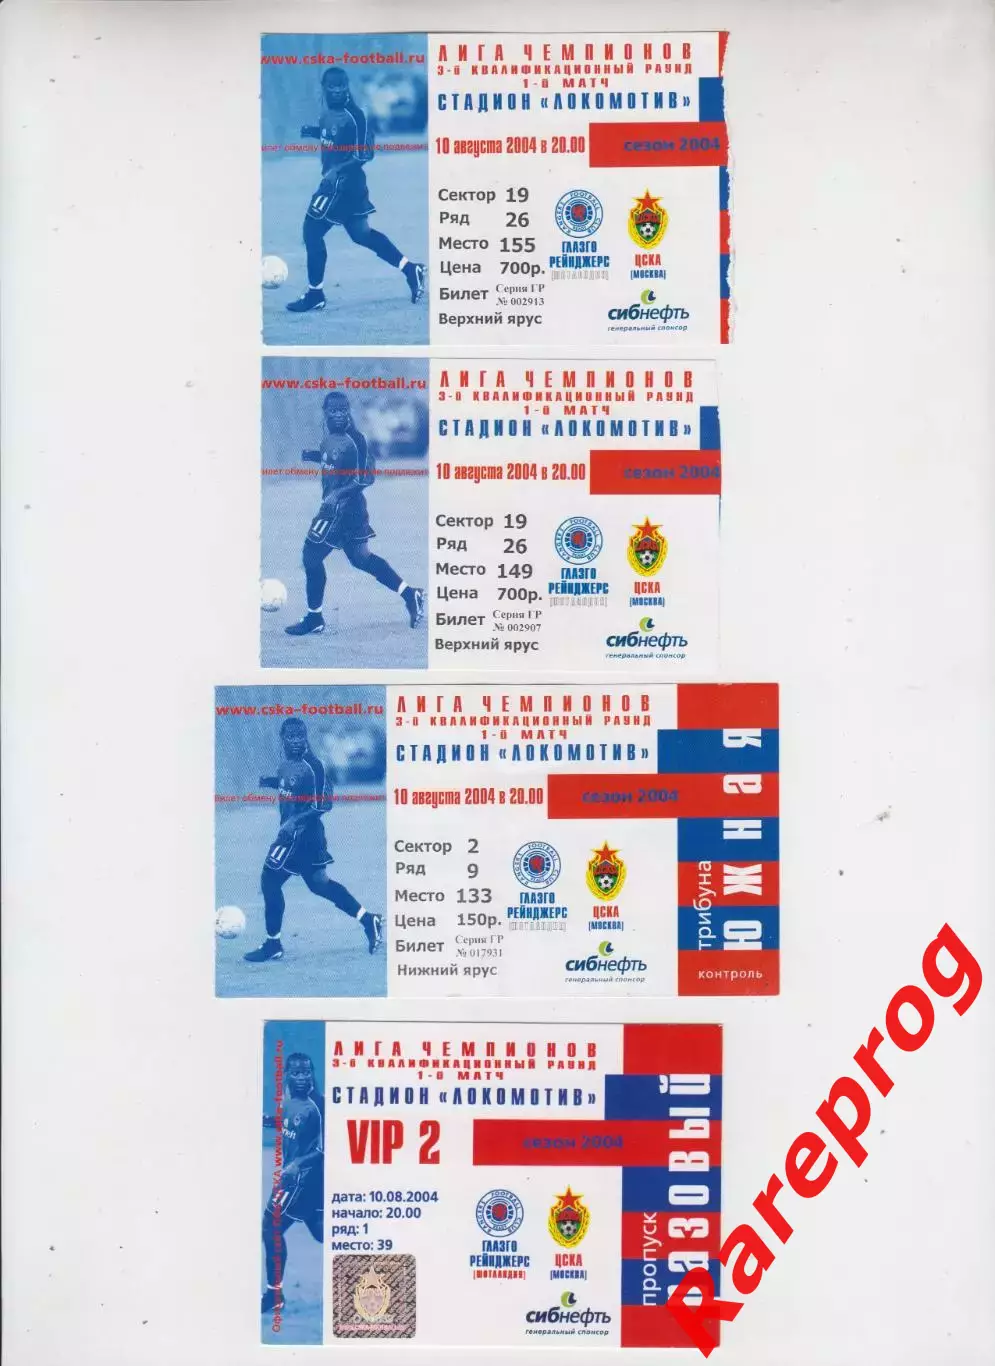 www.cska-football.ru
ЛИГА ЧЕМПИОНОВ
3-й КВАЛИФИКАЦИОННЫЙ РАУНД
1-й МАТЧ
СТАДИОН «ЛОКОМОТИВ»
10 августа 2004 в 20.00
сезон 2004
Сектор 19
Ряд 26
Место 155
Цена 700р.
Билет Серия ГР
№ 002913
Верхний ярус
ГЛАЗГО
РЕЙНДЖЕРС
(ШОТЛАНДИЯ)
ЦСКА
(МОСКВА)
сибнефть
генеральный спонсор
11
www.cska-football.ru
ЛИГА ЧЕМПИОНОВ
3-й КВАЛИФИКАЦИОННЫЙ РАУНД
1-й МАТЧ
СТАДИОН «ЛОКОМОТИВ»
10 августа 2004 в 20.00
сезон 2004
Сектор 19
Ряд 26
Место 149
Цена 700р.
Билет Серия ГР
№ 002907
Верхний ярус
ГЛАЗГО
РЕЙНДЖЕРС
(ШОТЛАНДИЯ)
ЦСКА
(МОСКВА)
сибнефть
генеральный спонсор
11
www.cska-football.ru
ЛИГА ЧЕМПИОНОВ
3-й КВАЛИФИКАЦИОННЫЙ РАУНД
1-й МАТЧ
СТАДИОН «ЛОКОМОТИВ»
10 августа 2004 в 20.00
сезон 2004
Сектор 2
Ряд 9
Место 133
Цена 150р.
Билет Серия ГР
№ 017931
Нижний ярус
ГЛАЗГО
РЕЙНДЖЕРС
(ШОТЛАНДИЯ)
ЦСКА
(МОСКВА)
сибнефть
генеральный спонсор
11
трибуна
южная
контроль
ЛИГА ЧЕМПИОНОВ
3-й КВАЛИФИКАЦИОННЫЙ РАУНД
1-й МАТЧ
СТАДИОН «ЛОКОМОТИВ»
VIP 2
сезон 2004
дата: 10.08.2004
начало: 20.00
ряд: 1
место: 39
ГЛАЗГО
РЕЙНДЖЕРС
(ШОТЛАНДИЯ)
ЦСКА
(МОСКВА)
сибнефть
генеральный спонсор
пропуск
РАЗОВЫЙ
Rareprog